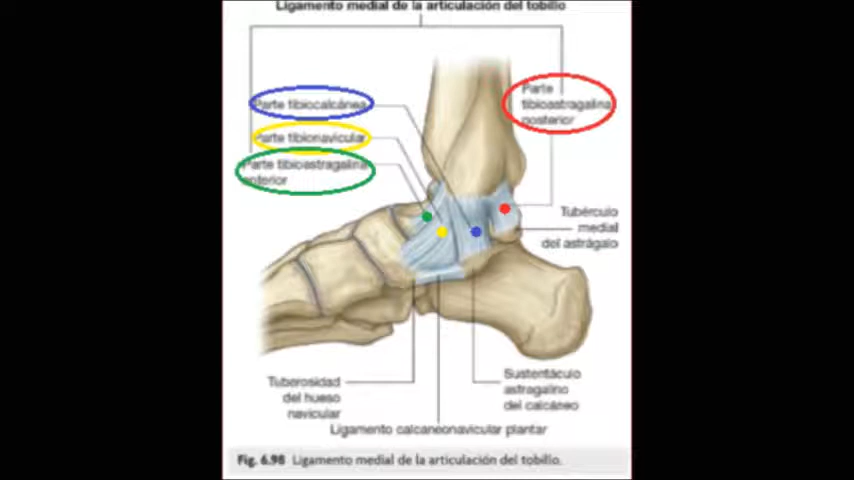 Ligamento medial de la articulación del tobillo
Parte tibiocalcánea
Parte tibionavicular
Parte tibioastragalina
anterior
Parte
tibioastragalina
posterior
Tubérculo
medial
del astrágalo
Tuberosidad
del hueso
navicular
Sustentáculo
astragalino
del calcáneo
Ligamento calcaneonavicular plantar
Fig. 6.98 Ligamento medial de la articulación del tobillo.